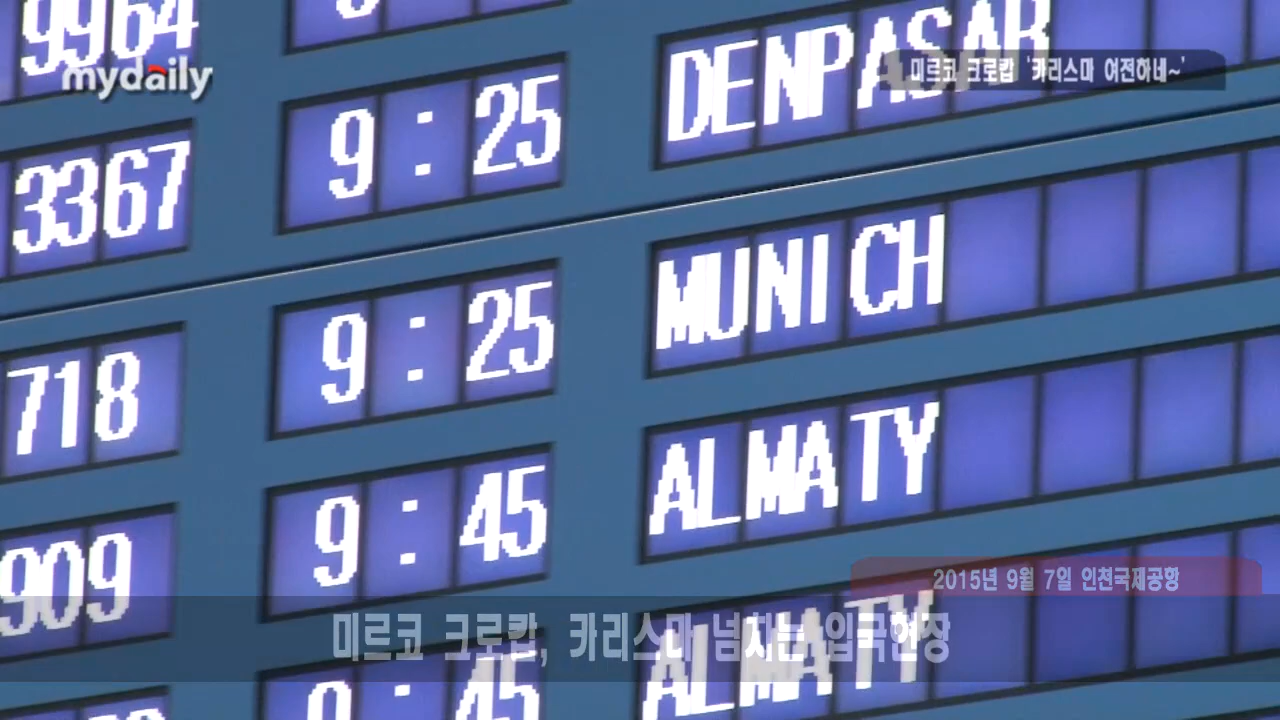 9964
mydaily
DENPASAR
미르코 크로캅 '카리스마 여전하네~'
3367 9:25
718 9:25 MUNICH
909 9:45 ALMATY
2015년 9월 7일 인천국제공항
미르코 크로캅, 카리스마 넘치는 입국현장
9:45 ALMATY